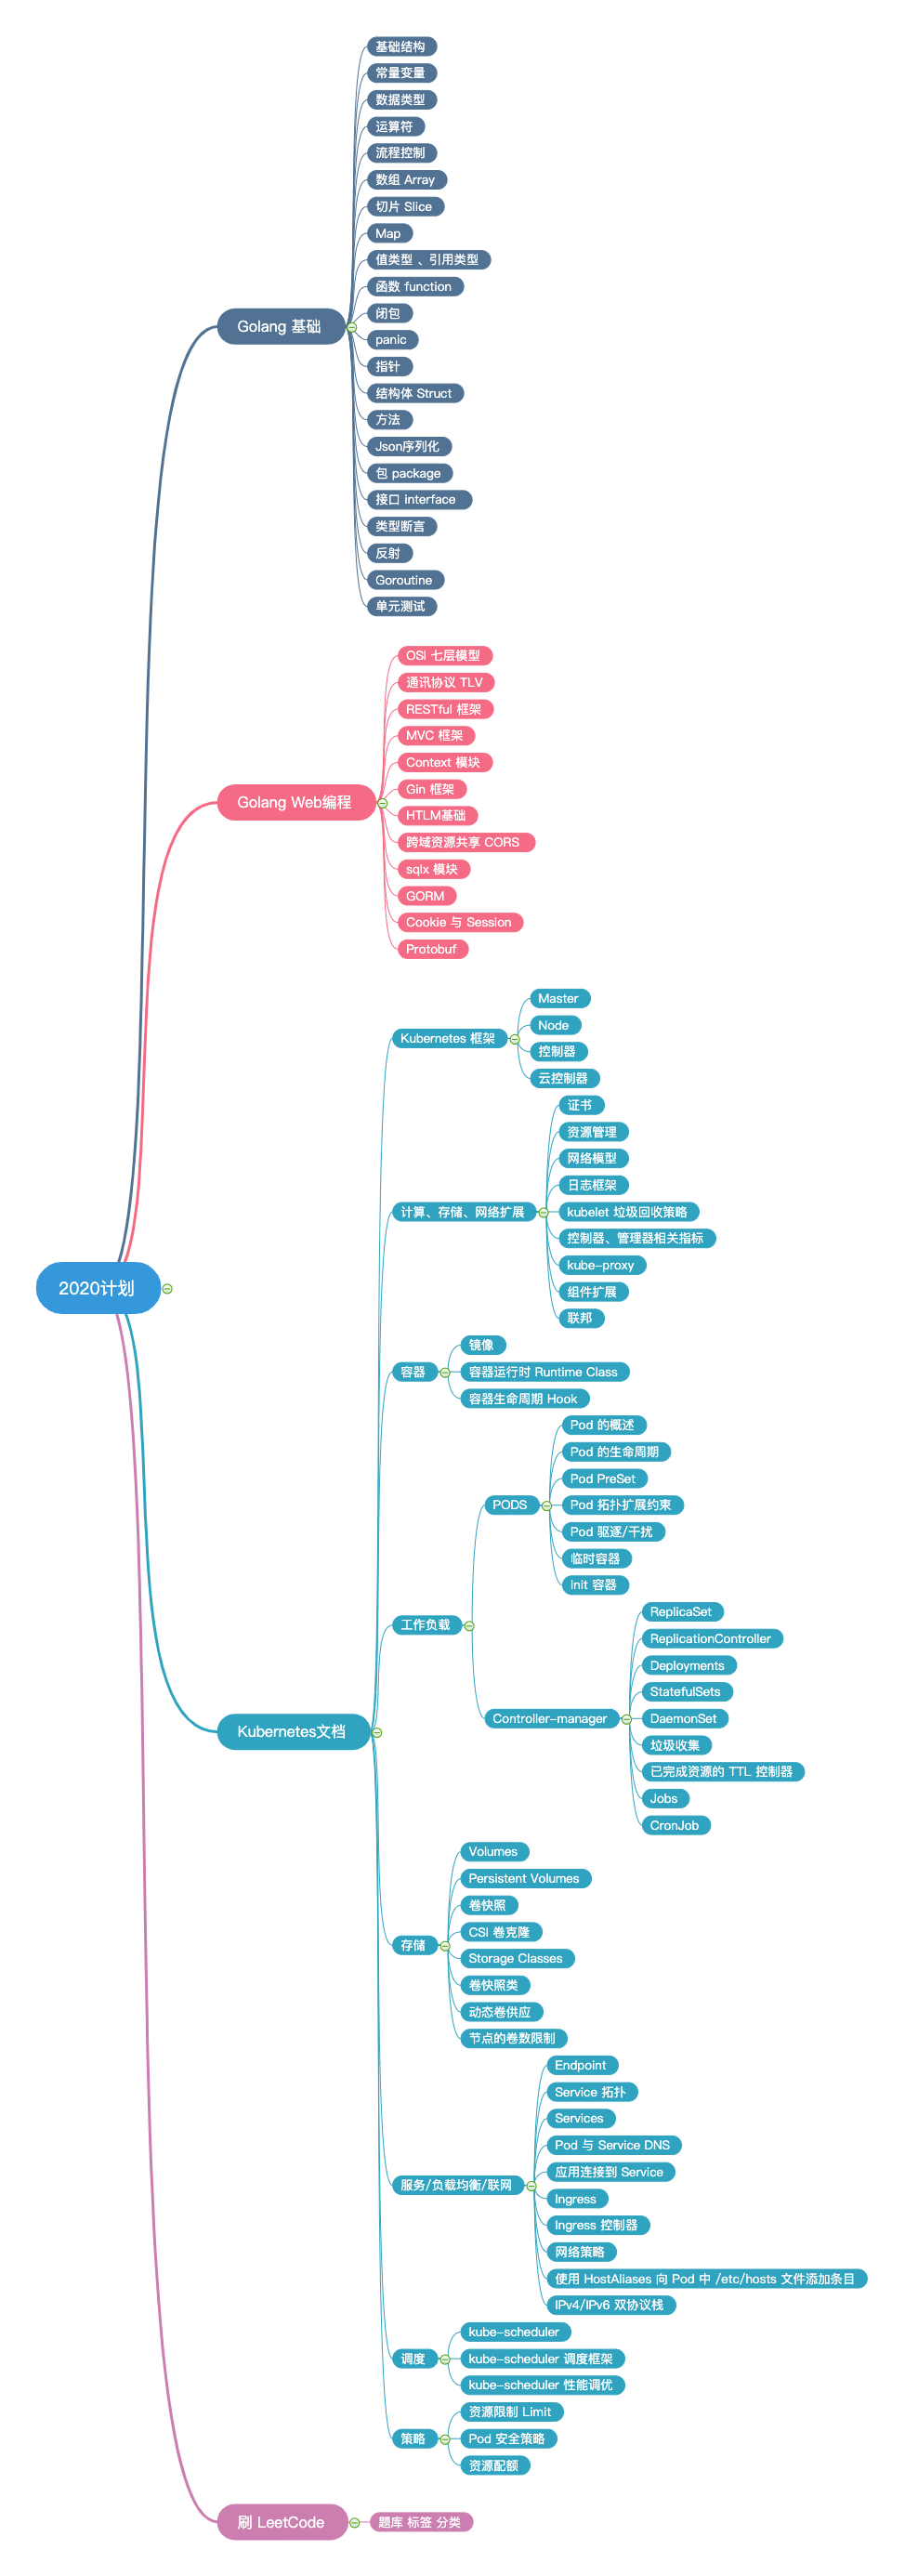 基础结构
常量变量
数据类型
运算符
流程控制
数组 Array
切片 Slice
Map
值类型 、引用类型
函数 function
Golang 基础
闭包
panic
指针
结构体 Struct
方法
Json序列化
包 package
接口 interface
类型断言
反射
Goroutine
单元测试
OSI 七层模型
通讯协议 TLV
RESTful 框架
MVC 框架
Context 模块
Gin 框架
Golang Web编程
HTLM基础
跨域资源共享 CORS
sqlx 模块
GORM
Cookie 与 Session
Protobuf
Master
Node
Kubernetes 框架
控制器
云控制器
证书
资源管理
网络模型
日志框架
计算、存储、网络扩展
kubelet 垃圾回收策略
控制器、管理器相关指标
kube-proxy
组件扩展
联邦
2020计划
镜像
容器
容器运行时 Runtime Class
容器生命周期 Hook
Pod 的概述
Pod 的生命周期
Pod PreSet
PODS
Pod 拓扑扩展约束
Pod 驱逐/干扰
临时容器
Init 容器
工作负载
ReplicaSet
ReplicationController
Deployments
StatefulSets
Controller-manager
DaemonSet
垃圾收集
已完成资源的 TTL 控制器
Jobs
CronJob
Kubernetes文档
Volumes
Persistent Volumes
卷快照
CSI 卷克隆
存储
Storage Classes
卷快照类
动态卷供应
节点的卷数限制
Endpoint
Service 拓扑
Services
Pod 与 Service DNS
应用连接到 Service
服务/负载均衡/联网
Ingress
Ingress 控制器
网络策略
使用 HostAliases 向 Pod 中 /etc/hosts 文件添加条目
IPv4/IPv6 双协议栈
kube-scheduler
调度
kube-scheduler 调度框架
kube-scheduler 性能调优
资源限制 Limit
策略
Pod 安全策略
资源配额
刷 LeetCode
题库 标签 分类